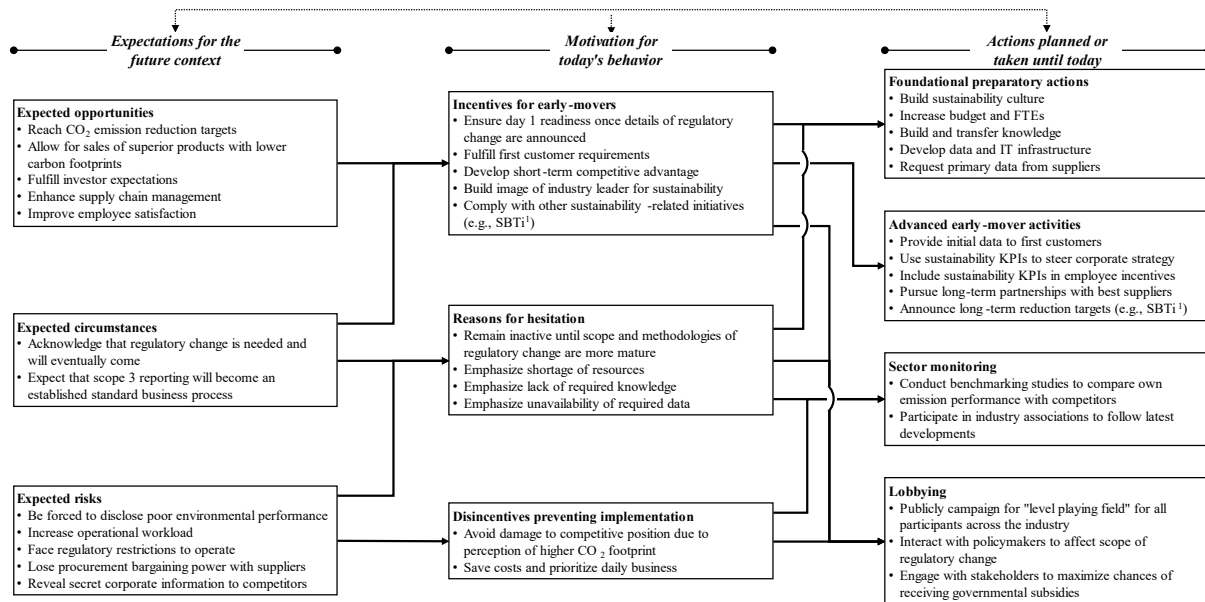 Expectations for the
future context
Motivation for
today's behavior
Actions planned or
taken until today
Expected opportunities
• Reach CO2 emission reduction targets
• Allow for sales of superior products with lower
carbon footprints
• Fulfill investor expectations
• Enhance supply chain management
• Improve employee satisfaction
Expected circumstances
• Acknowledge that regulatory change is needed and
will eventually come
• Expect that scope 3 reporting will become an
established standard business process
Expected risks
• Be forced to disclose poor environmental performance
• Increase operational workload
• Face regulatory restrictions to operate
• Lose procurement bargaining power with suppliers
• Reveal secret corporate information to competitors
Incentives for early-movers
• Ensure day 1 readiness once details of regulatory
change are announced
• Fulfill first customer requirements
• Develop short-term competitive advantage
• Build image of industry leader for sustainability
• Comply with other sustainability -related initiatives
(e.g., SBTi¹)
Reasons for hesitation
• Remain inactive until scope and methodologies of
regulatory change are more mature
• Emphasize shortage of resources
• Emphasize lack of required knowledge
• Emphasize unavailability of required data
Disincentives preventing implementation
• Avoid damage to competitive position due to
perception of higher CO2 footprint
• Save costs and prioritize daily business
Foundational preparatory actions
• Build sustainability culture
• Increase budget and FTEs
• Build and transfer knowledge
• Develop data and IT infrastructure
• Request primary data from suppliers
Advanced early-mover activities
• Provide initial data to first customers
• Use sustainability KPIs to steer corporate strategy
• Include sustainability KPIs in employee incentives
• Pursue long-term partnerships with best suppliers
• Announce long -term reduction targets (e.g., SBTi¹)
Sector monitoring
• Conduct benchmarking studies to compare own
emission performance with competitors
• Participate in industry associations to follow latest
developments
Lobbying
• Publicly campaign for "level playing field" for all
participants across the industry
• Interact with policymakers to affect scope of
regulatory change
• Engage with stakeholders to maximize chances of
receiving governmental subsidies